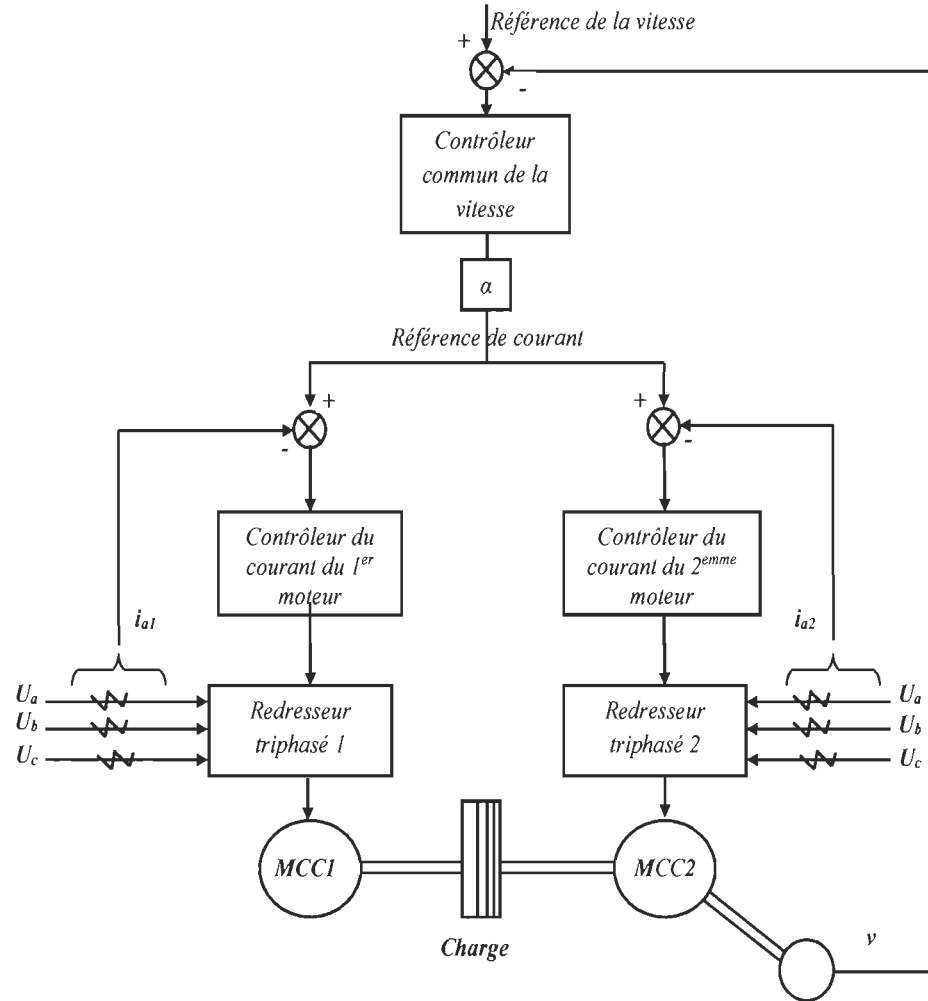 Référence de la vitesse
+
-
Contrôleur
commun de la
vitesse
α
Référence de courant
+
-
+
-
Contrôleur du
courant du 1er
moteur
Contrôleur du
courant du 2emme
moteur
ia1
ia2
Ua
Ub
Uc
Redresseur
triphasé 1
Redresseur
triphasé 2
Ua
Ub
Uc
MCC1
MCC2
Charge
v